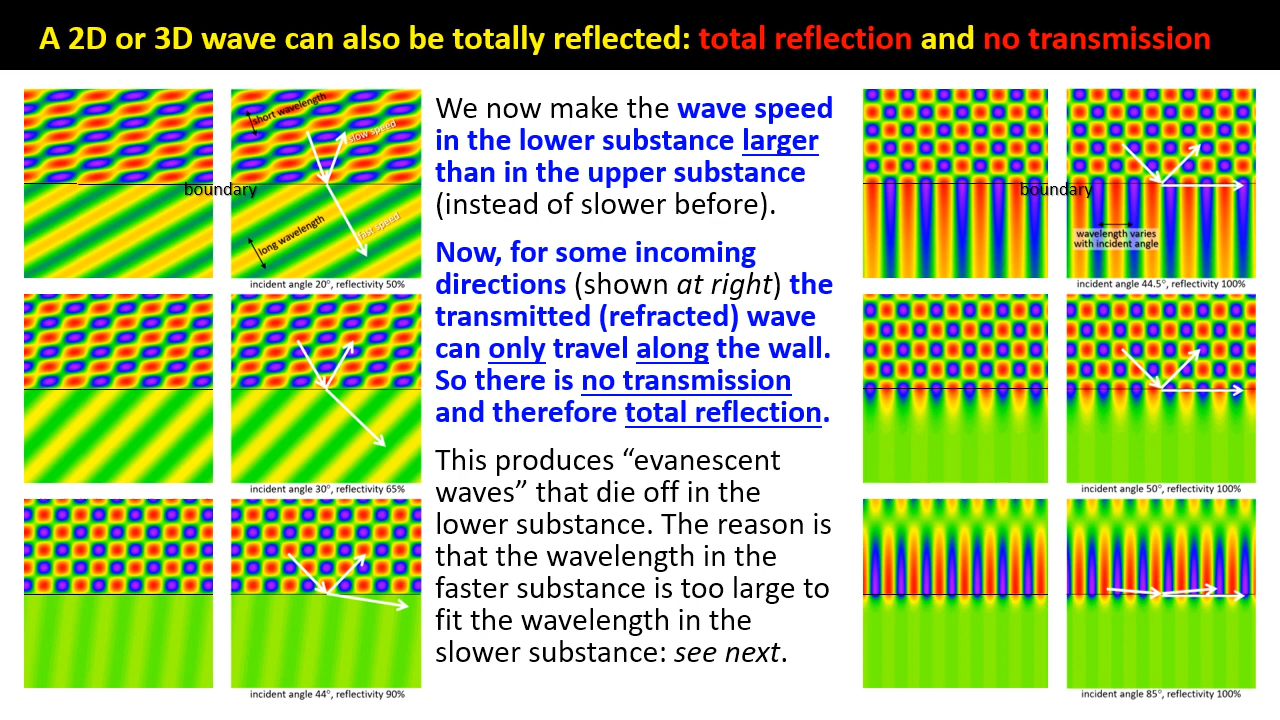 A 2D or 3D wave can also be totally reflected: total reflection and no transmission
short wavelength
slow speed
boundary
long wavelength
fast speed
incident angle 20°, reflectivity 50%
incident angle 30°, reflectivity 65%
incident angle 44°, reflectivity 90%
We now make the wave speed
in the lower substance larger
than in the upper substance
(instead of slower before).
Now, for some incoming
directions (shown at right) the
transmitted (refracted) wave
can only travel along the wall.
So there is no transmission
and therefore total reflection.
This produces “evanescent
waves” that die off in the
lower substance. The reason is
that the wavelength in the
faster substance is too large to
fit the wavelength in the
slower substance: see next.
boundary
wavelength varies
with incident angle
incident angle 44.5°, reflectivity 100%
incident angle 50°, reflectivity 100%
incident angle 85°, reflectivity 100%